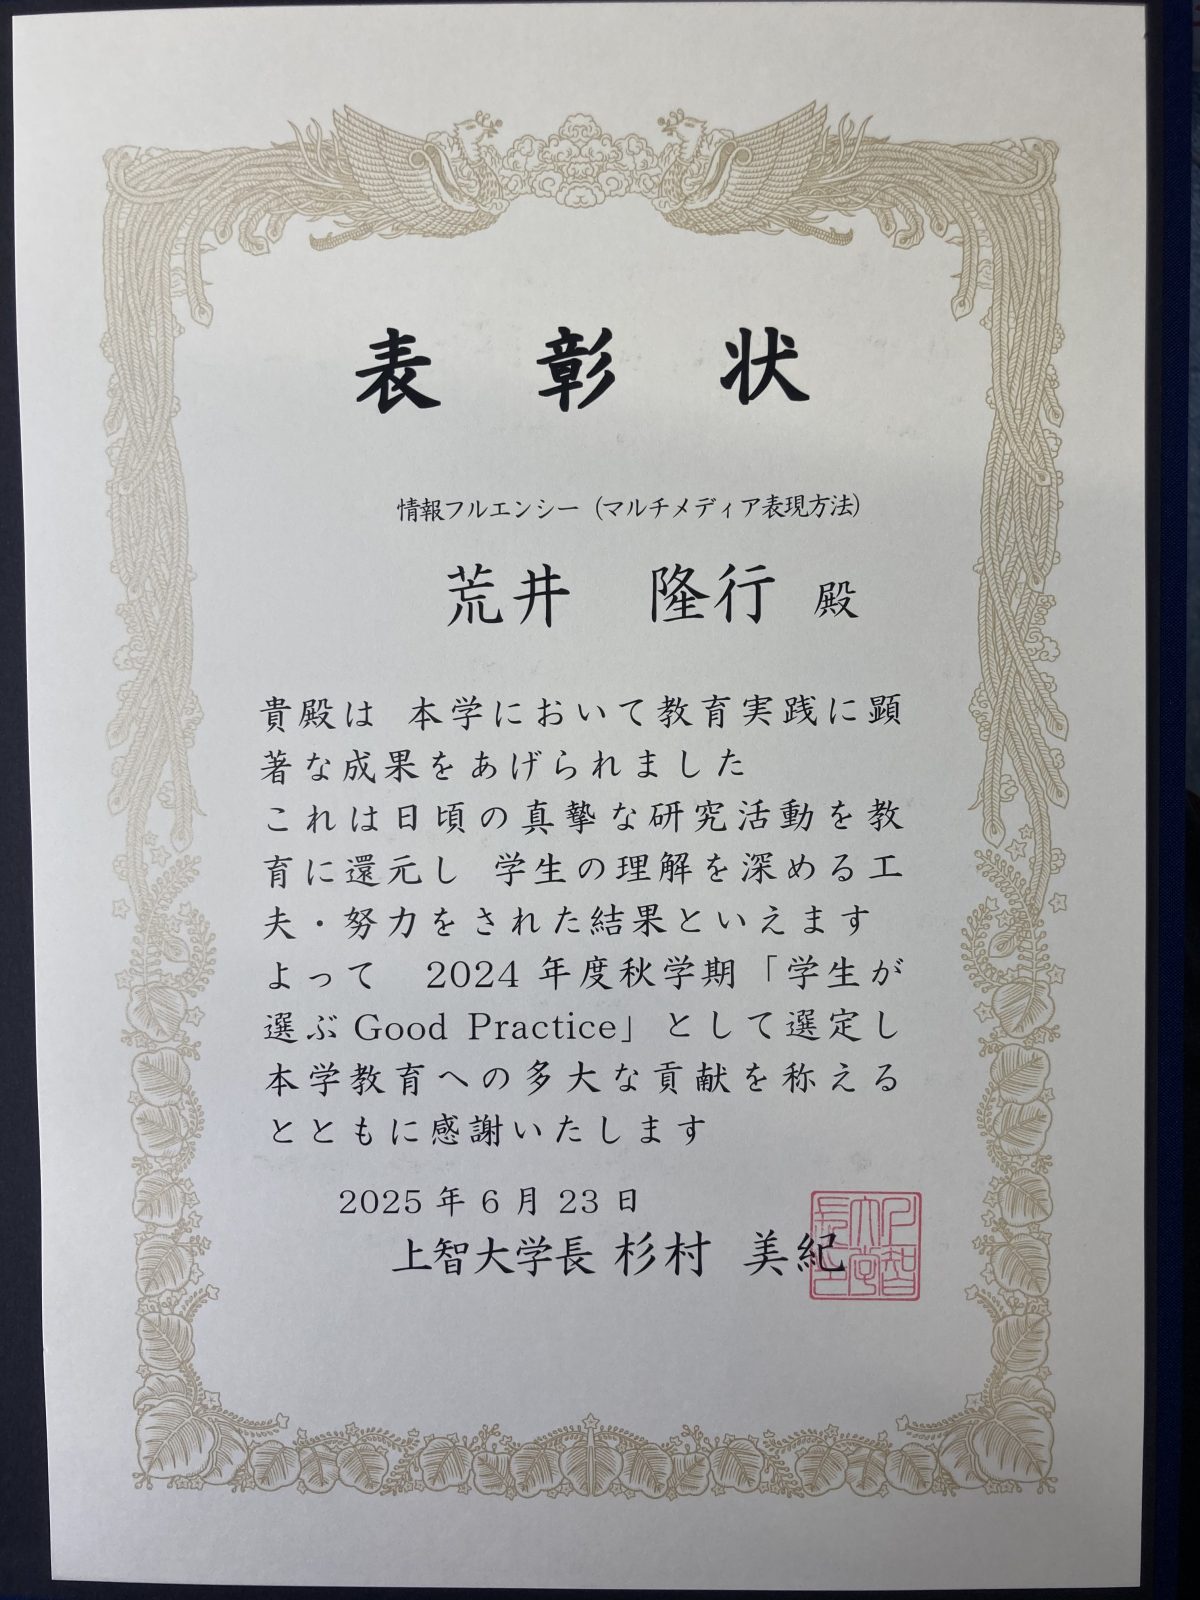 表彰状
情報フルエンシー（マルチメディア表現方法）
荒井　隆行 殿
貴殿は 本学において教育実践に顕
著な成果をあげられました
これは日頃の真摯な研究活動を教
育に還元し 学生の理解を深める工
夫・努力をされた結果といえます
よって 2024 年度秋学期「学生が
選ぶ Good Practice」として選定し
本学教育への多大な貢献を称える
とともに感謝いたします
2025 年 6 月 23 日
上智大学長 杉村 美紀